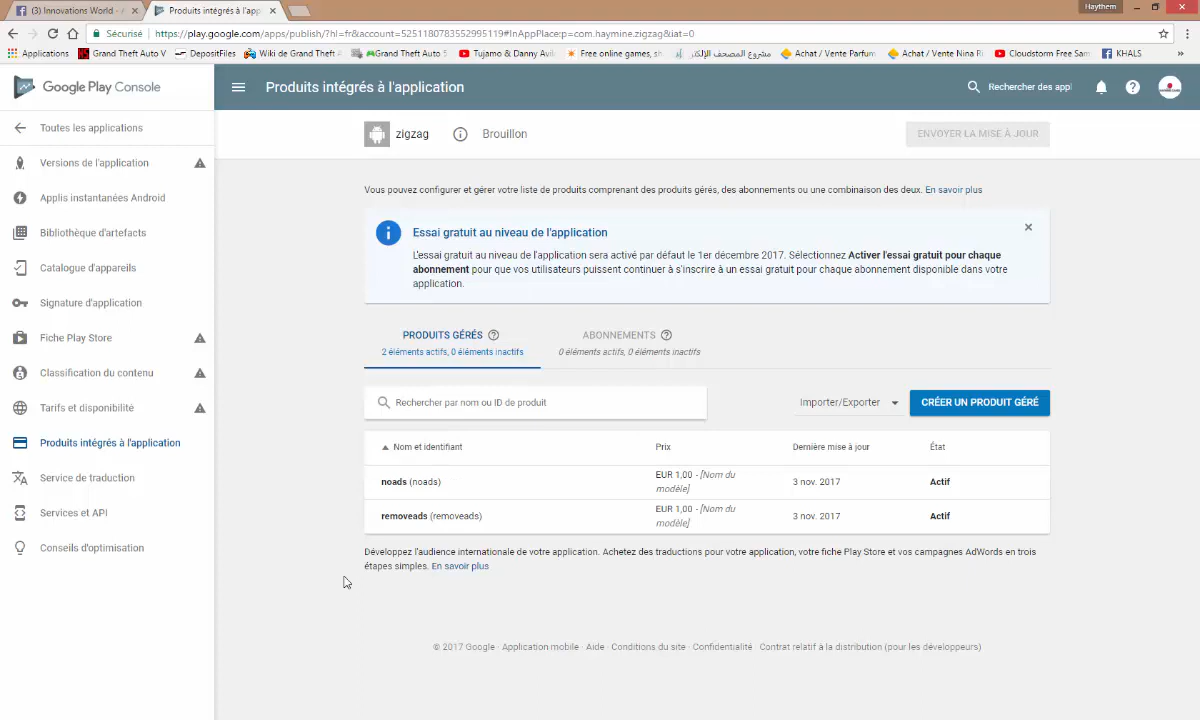 (3) Innovations World - A
Produits intégrés à l'app
Haythem
Sécurisé
https://play.google.com/apps/publish/?hl=fr&account=5251180783552995119#InAppPlace:p=com.haymine.zigzag&iat=0
Applications
Grand Theft Auto V
DepositFiles
Wiki de Grand Theft A
Grand Theft Auto 5
Tujamo & Danny Avila
Free online games, sh
مشروع المصحف الإلكتر
Achat / Vente Parfum
Achat / Vente Nina Ri
Cloudstorm Free Sam
KHALS
Google Play Console
Produits intégrés à l'application
Rechercher des appl
Toutes les applications
zigzag
Brouillon
ENVOYER LA MISE À JOUR
Versions de l'application
Applis instantanées Android
Bibliothèque d'artefacts
Catalogue d'appareils
Signature d'application
Fiche Play Store
Classification du contenu
Tarifs et disponibilité
Produits intégrés à l'application
Service de traduction
Services et API
Conseils d'optimisation
Vous pouvez configurer et gérer votre liste de produits comprenant des produits gérés, des abonnements ou une combinaison des deux. En savoir plus
Essai gratuit au niveau de l'application
L'essai gratuit au niveau de l'application sera activé par défaut le 1er décembre 2017. Sélectionnez Activer l'essai gratuit pour chaque
abonnement pour que vos utilisateurs puissent continuer à s'inscrire à un essai gratuit pour chaque abonnement disponible dans votre
application.
PRODUITS GÉRÉS
2 éléments actifs, 0 éléments inactifs
ABONNEMENTS
0 éléments actifs, 0 éléments inactifs
Rechercher par nom ou ID de produit
Importer/Exporter
CRÉER UN PRODUIT GÉRÉ
Nom et identifiant
Prix
Dernière mise à jour
État
noads (noads)
EUR 1,00 - [Nom du
modèle]
3 nov. 2017
Actif
removeads (removeads)
EUR 1,00 - [Nom du
modèle]
3 nov. 2017
Actif
Développez l'audience internationale de votre application. Achetez des traductions pour votre application, votre fiche Play Store et vos campagnes AdWords en trois
étapes simples. En savoir plus
© 2017 Google · Application mobile · Aide · Conditions du site · Confidentialité · Contrat relatif à la distribution (pour les développeurs)